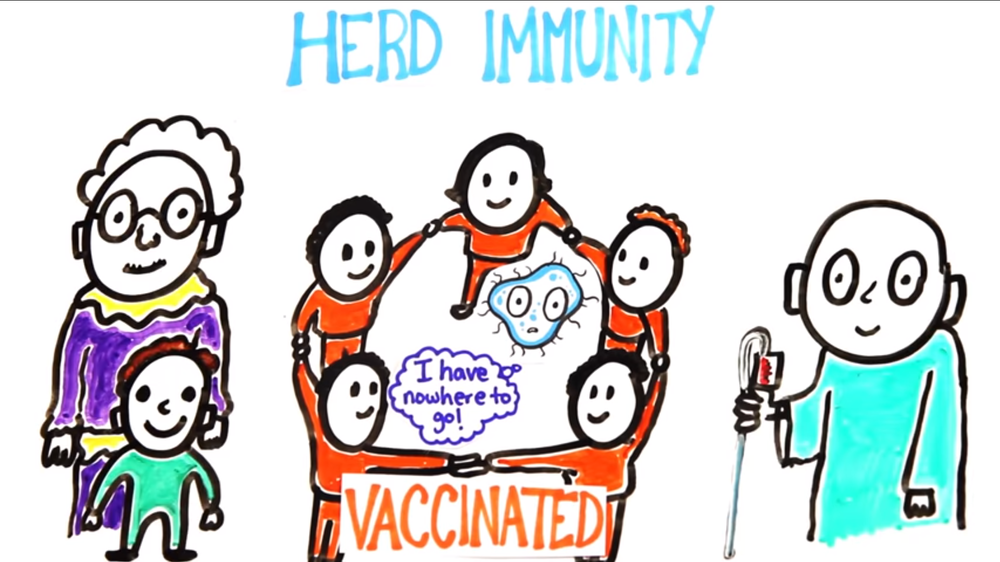 HERD IMMUNITY
I have
nowhere to
go!
VACCINATED